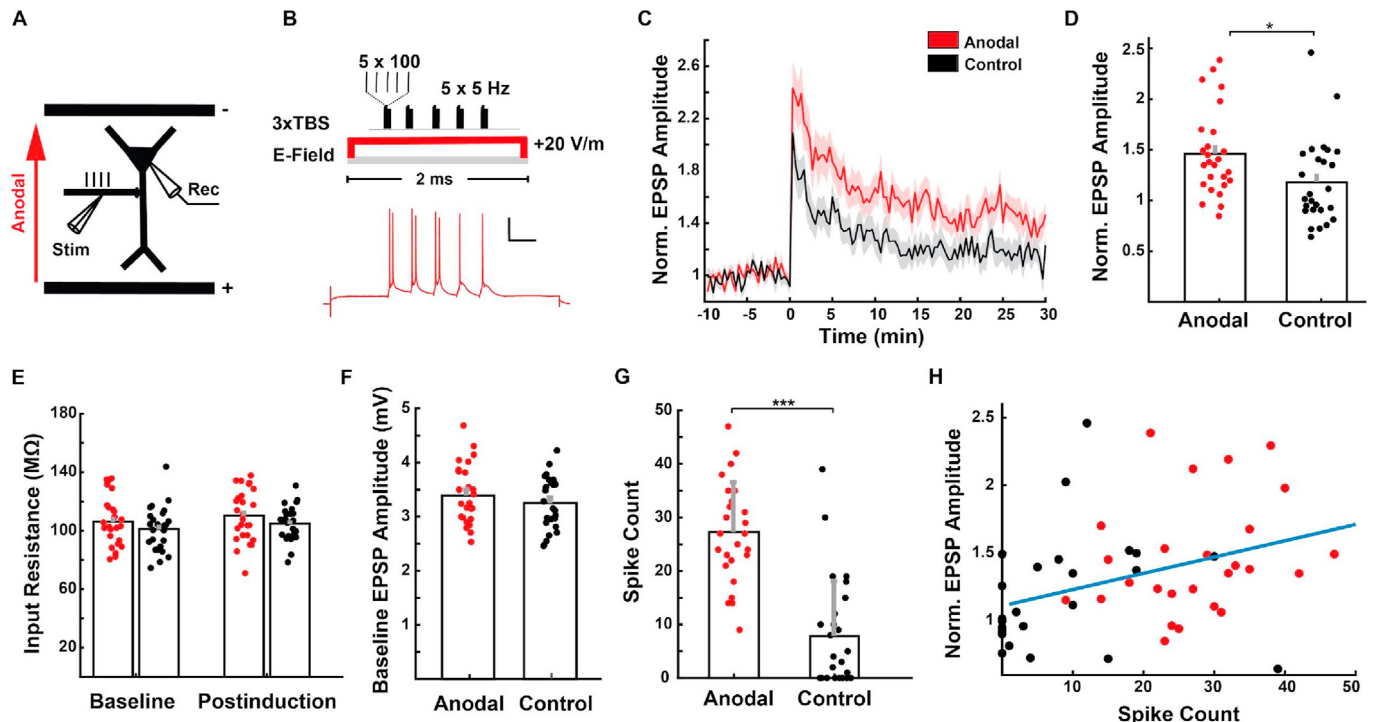 A
Anodal
-
Rec
Stim
+
B
5 x 100
5 x 5 Hz
3xTBS
E-Field
+20 V/m
2 ms
C
Norm. EPSP Amplitude
2.6
2.2
1.8
1.4
1
-10 -5 0 5 10 15 20 25 30
Time (min)
Anodal
Control
D
Norm. EPSP Amplitude
2.5
2
1.5
1
0.5
*
Anodal Control
E
Input Resistance (MΩ)
180
140
100
60
20
Baseline Postinduction
F
Baseline EPSP Amplitude (mV)
5
4
3
2
1
0
Anodal Control
G
Spike Count
50
40
30
20
10
0
***
Anodal Control
H
Norm. EPSP Amplitude
2.5
2
1.5
1
10 20 30 40 50
Spike Count